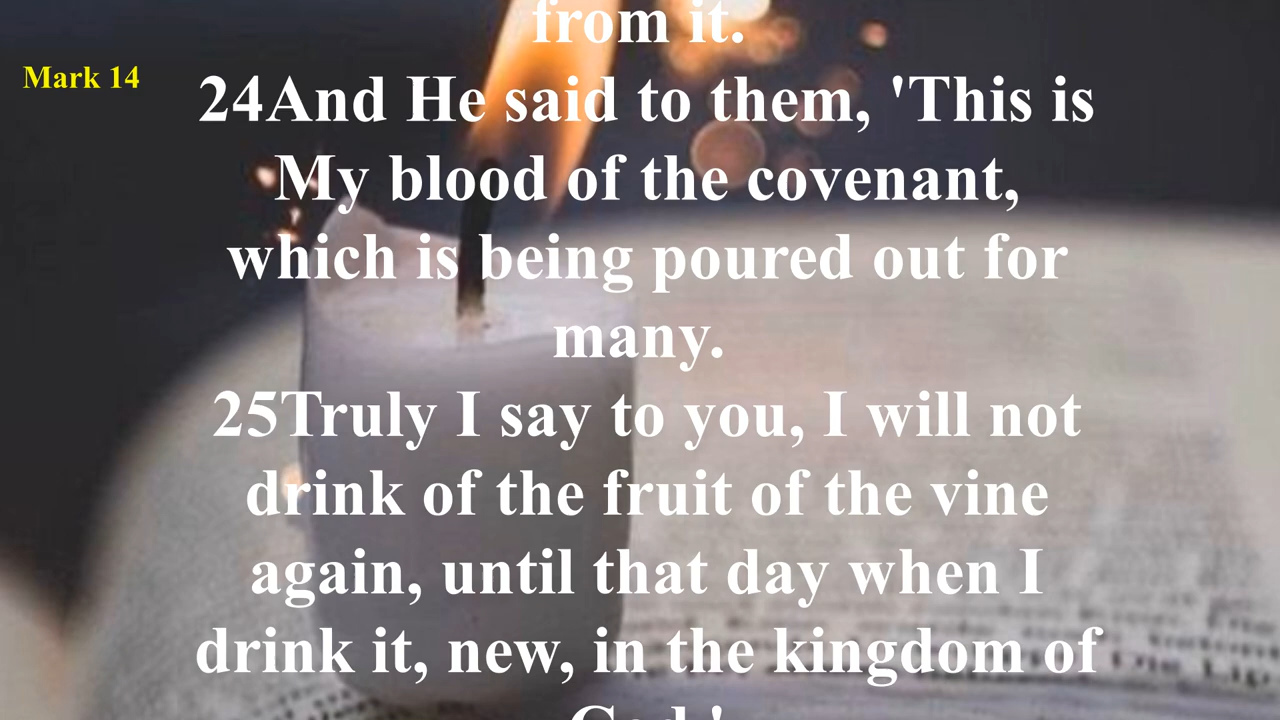 from it.
Mark 14
24And He said to them, 'This is
My blood of the covenant,
which is being poured out for
many.
25Truly I say to you, I will not
drink of the fruit of the vine
again, until that day when I
drink it, new, in the kingdom of
God.'